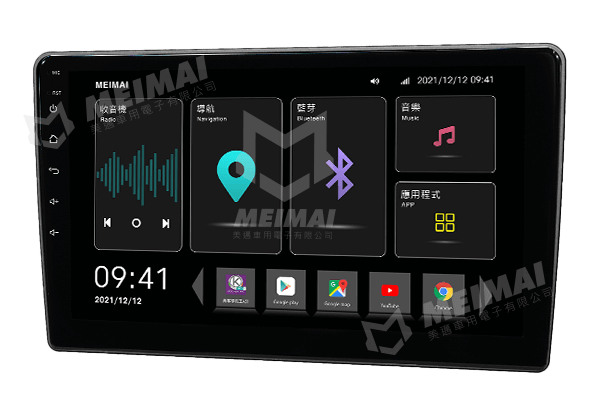 MIC
RST
MEIMAI
2021/12/12 09:41
收音機
Radio
導航
Navigation
藍芽
Bluetooth
音樂
Music
應用程式
APP
09:41
2021/12/12
Google play
Google map
YouTube
Chrome
MEIMAI
美邁車用電子有限公司
MEIMAI
美邁車用電子有限公司
MEIMAI
美邁車用電子有限公司